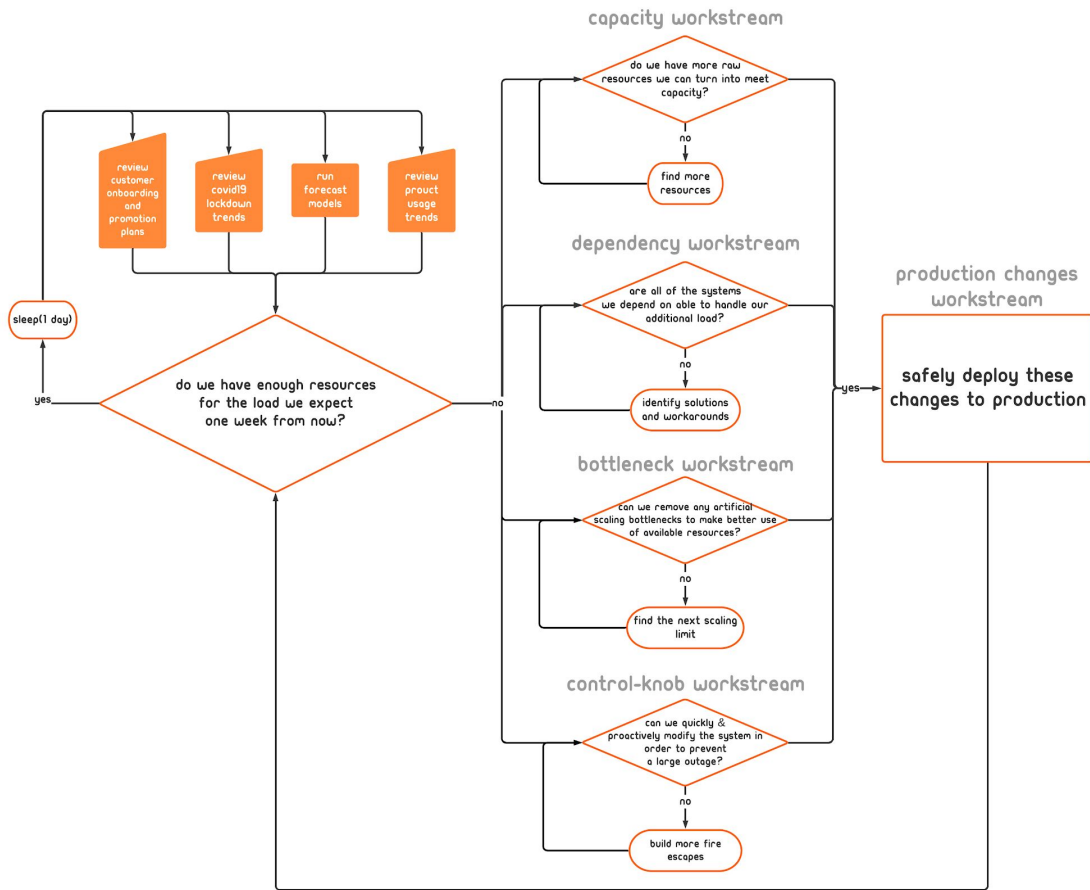 capacity workstream
do we have more raw
resources we can turn into meet
capacity?
no
find more
resources
review
customer
onboarding
and
promotion
plans
review
covid19
lockdown
trends
run
forecast
models
review
prouct
usage
trends
sleep(1 day)
yes
do we have enough resources
for the load we expect
one week from now?
no
dependency workstream
are all of the systems
we depend on able to handle our
additional load?
no
identify solutions
and workarounds
bottleneck workstream
can we remove any artificial
scaling bottlenecks to make better use
of available resources?
no
find the next scaling
limit
control-knob workstream
can we quickly &
proactively modify the system in
order to prevent
a large outage?
no
build more fire
escapes
yes
production changes
workstream
safely deploy these
changes to production